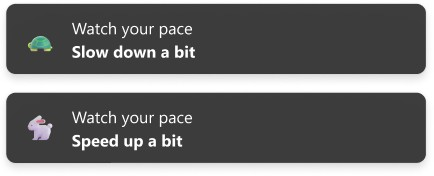 Watch your pace
Slow down a bit
Watch your pace
Speed up a bit